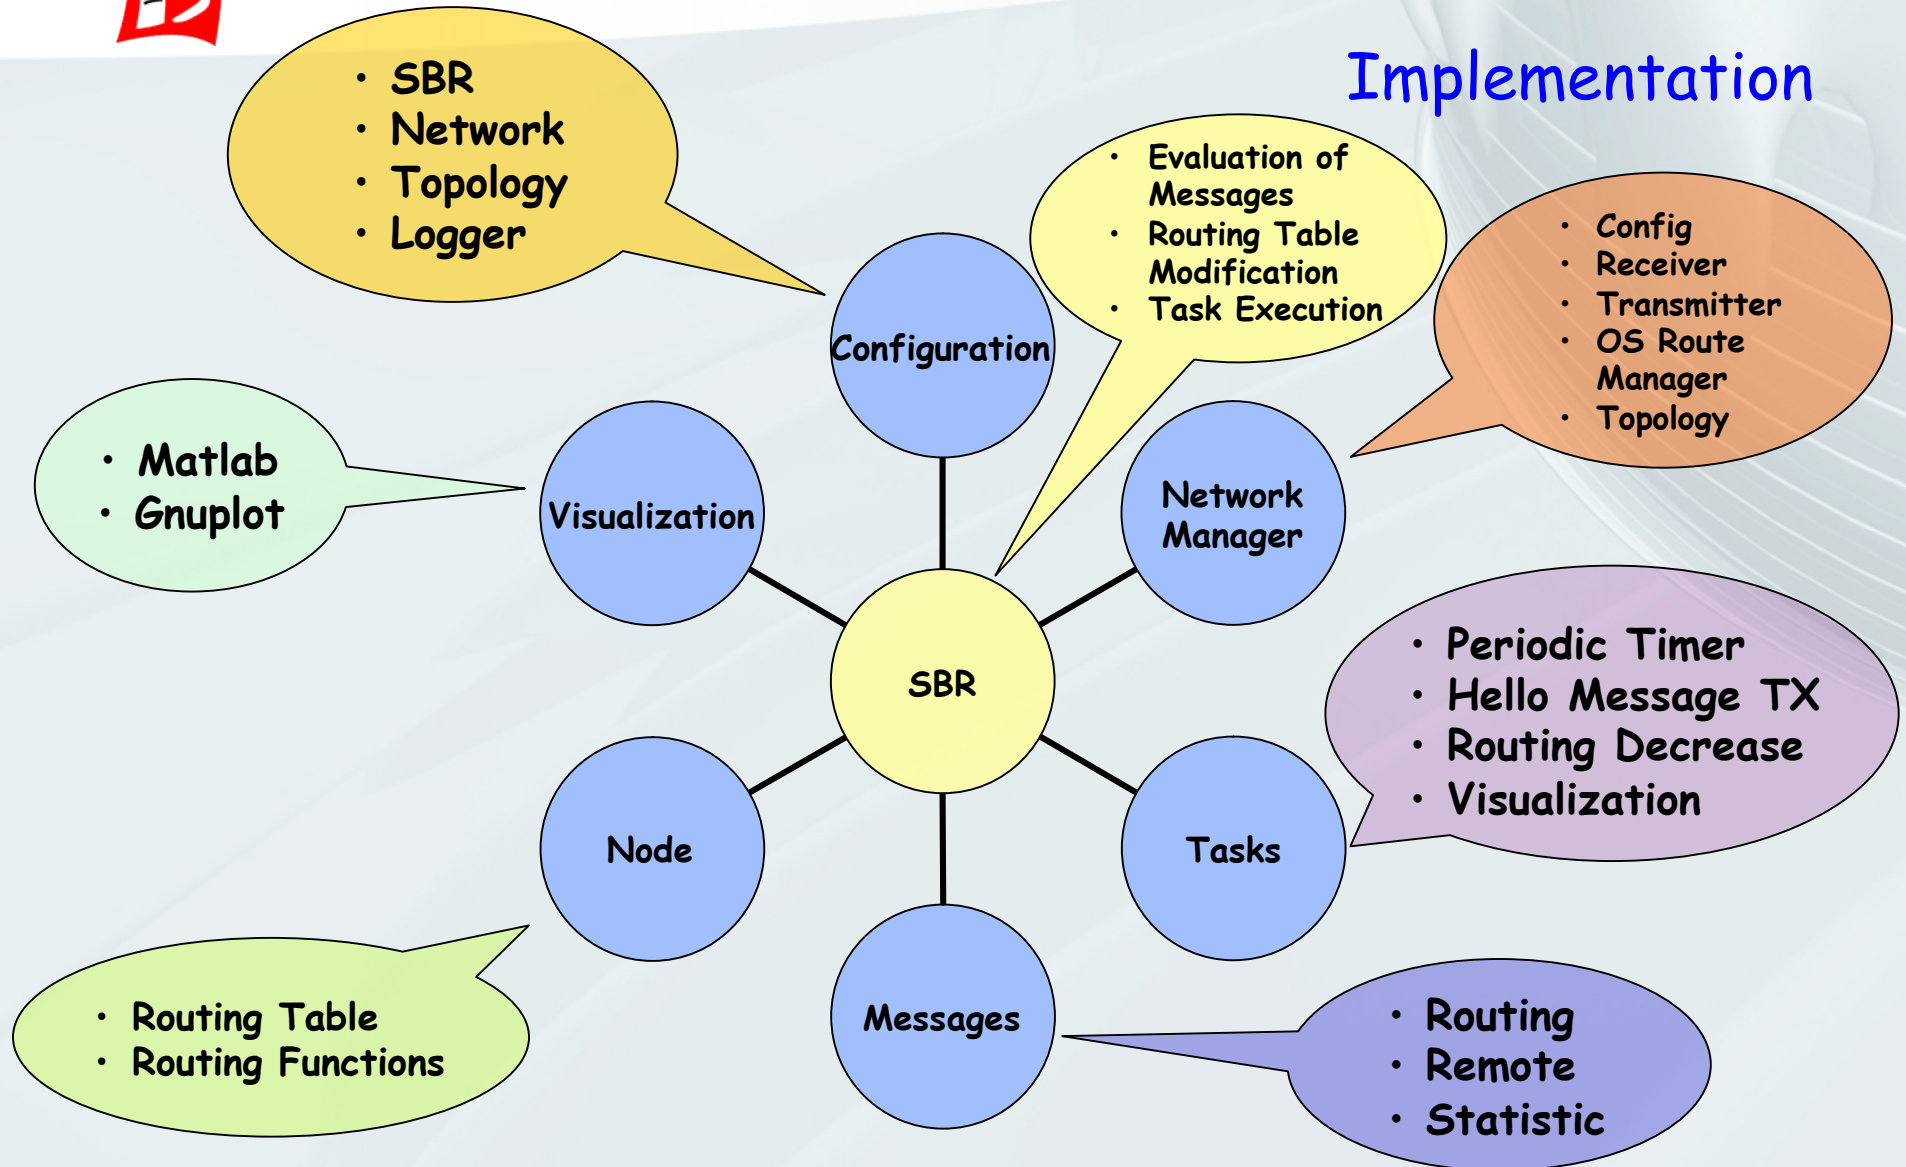 Implementation
• SBR
• Network
• Topology
• Logger
• Evaluation of
Messages
• Routing Table
Modification
• Task Execution
• Config
• Receiver
• Transmitter
• OS Route
Manager
• Topology
Configuration
• Matlab
• Gnuplot
Visualization
Network
Manager
SBR
• Periodic Timer
• Hello Message TX
• Routing Decrease
• Visualization
Node
Tasks
• Routing Table
• Routing Functions
Messages
• Routing
• Remote
• Statistic